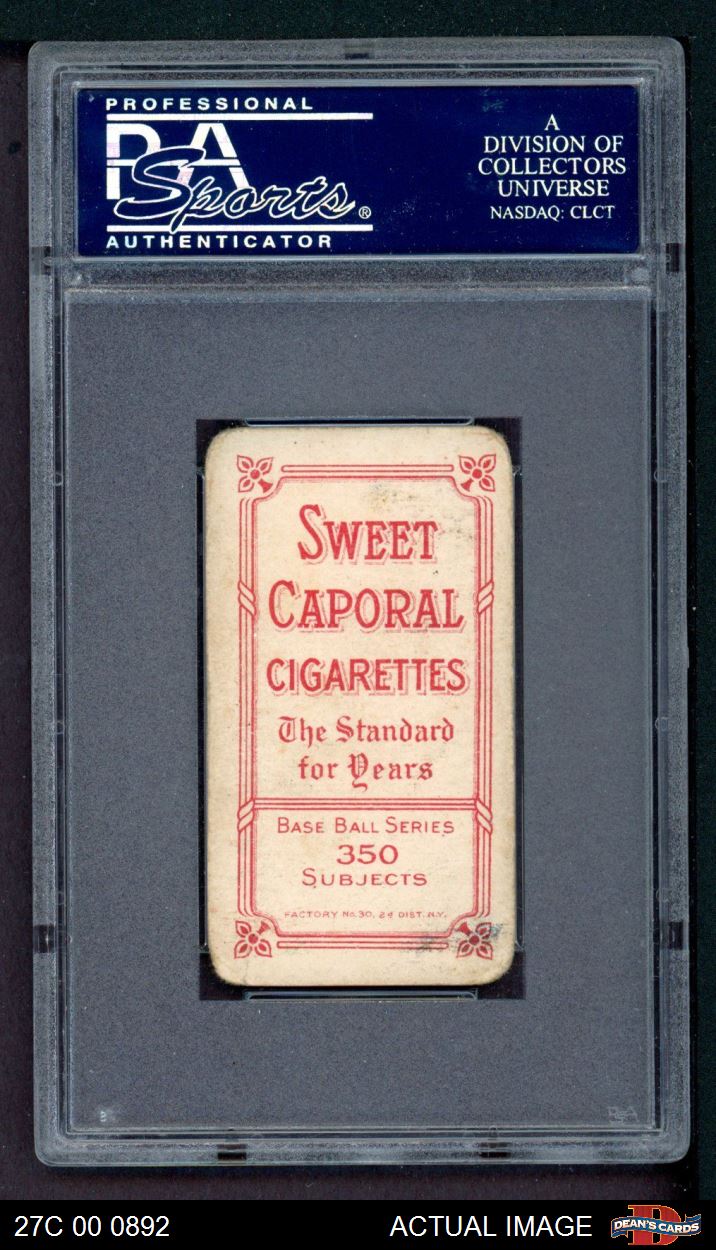 PROFESSIONAL
PSA
Sports®
AUTHENTICATOR
A
DIVISION OF
COLLECTORS
UNIVERSE
NASDAQ: CLCT
SWEET
CAPORAL
CIGARETTES
The Standard
for Years
BASE BALL SERIES
350
SUBJECTS
FACTORY No. 30, 2d DIST. N.Y.
PSA
27C 00 0892
ACTUAL IMAGE
D
DEAN'S CARDS